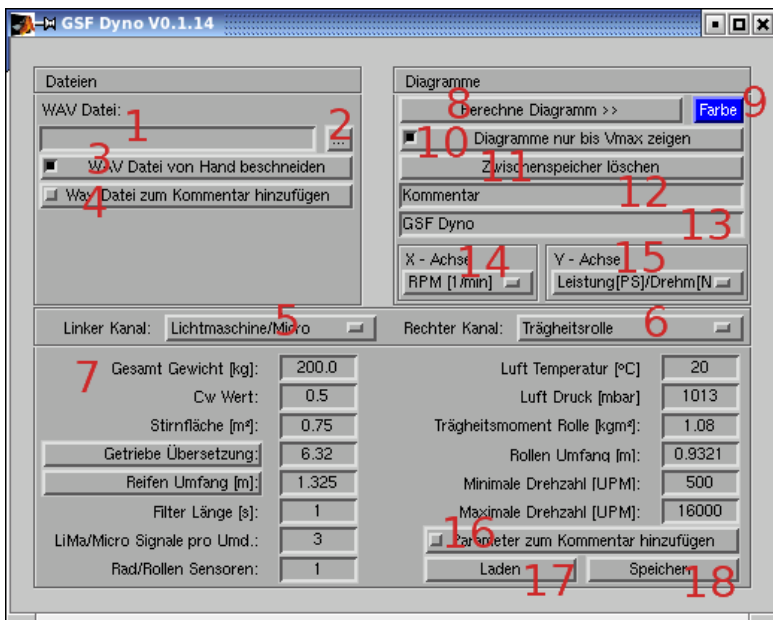 GSF Dyno V0.1.14
Dateien
WAV Datei:
1
...
2
3
WAV Datei von Hand beschneiden
4
Wav Datei zum Kommentar hinzufügen
Diagramme
8
Berechne Diagramm >>
Farbe
9
10
Diagramme nur bis Vmax zeigen
11
Zwischenspeicher löschen
Kommentar
12
GSF Dyno
13
X - Achse
14
RPM [1/min]
Y - Achse
15
Leistung[PS]/Drehm[N
Linker Kanal: Lichtmaschine/Micro
5
Rechter Kanal: Trägheitsrolle
6
7
Gesamt Gewicht [kg]: 200.0
Cw Wert: 0.5
Stirnfläche [m²]: 0.75
Getriebe Übersetzung: 6.32
Reifen Umfang [m]: 1.325
Filter Länge [s]: 1
LiMa/Micro Signale pro Umd.: 3
Rad/Rollen Sensoren: 1
Luft Temperatur [ºC] 20
Luft Druck [mbar] 1013
Trägheitsmoment Rolle [kgm²]: 1.08
Rollen Umfang [m]: 0.9321
Minimale Drehzahl [UPM]: 500
Maximale Drehzahl [UPM]: 16000
16
Parameter zum Kommentar hinzufügen
Laden
17
Speichern
18